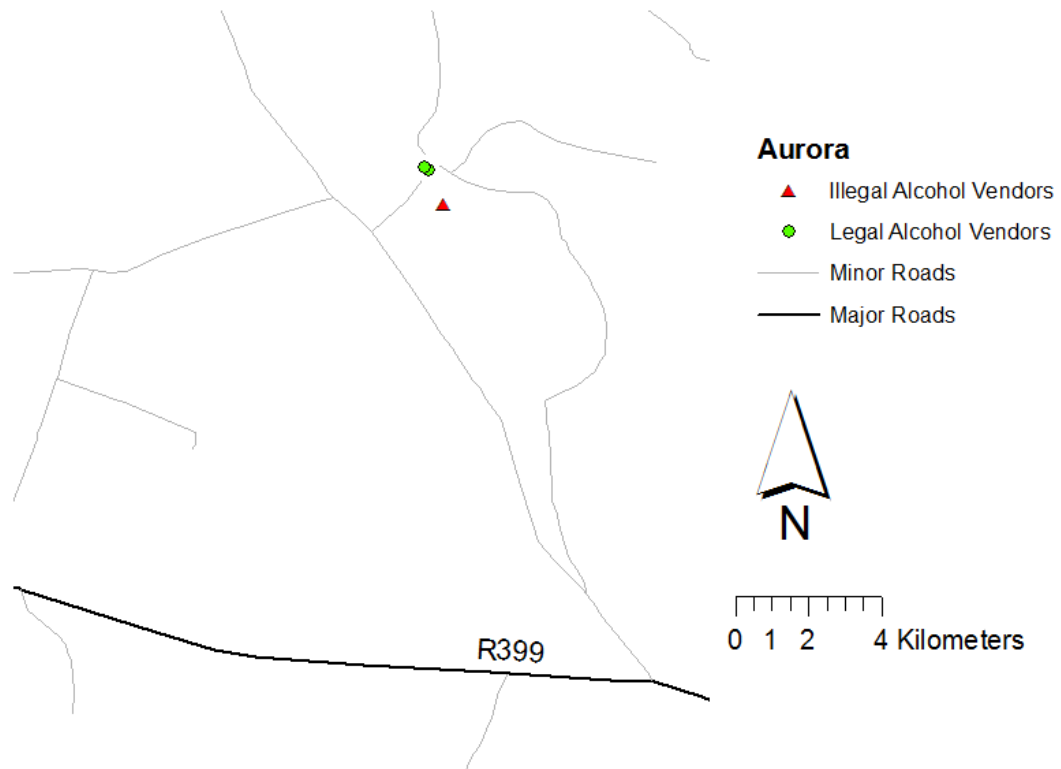 Aurora
Illegal Alcohol Vendors
Legal Alcohol Vendors
Minor Roads
Major Roads
N
0 1 2 4 Kilometers
R399